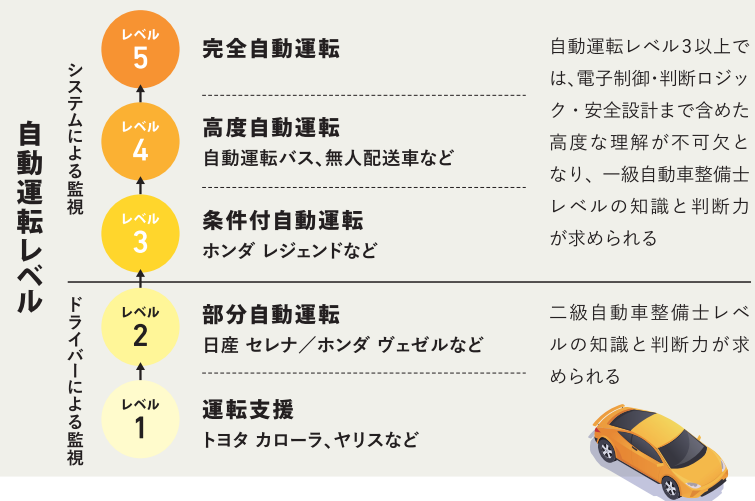 自動運転レベル
システムによる監視
レベル
5
完全自動運転
レベル
4
高度自動運転
自動運転バス、無人配送車など
レベル
3
条件付自動運転
ホンダ レジェンドなど
自動運転レベル3以上で
は、電子制御・判断ロジッ
ク・安全設計まで含めた
高度な理解が不可欠と
なり、一級自動車整備士
レベルの知識と判断力
が求められる
ドライバーによる監視
レベル
2
部分自動運転
日産 セレナ／ホンダ ヴェゼルなど
レベル
1
運転支援
トヨタ カローラ、ヤリスなど
二級自動車整備士レベ
ルの知識と判断力が求
められる